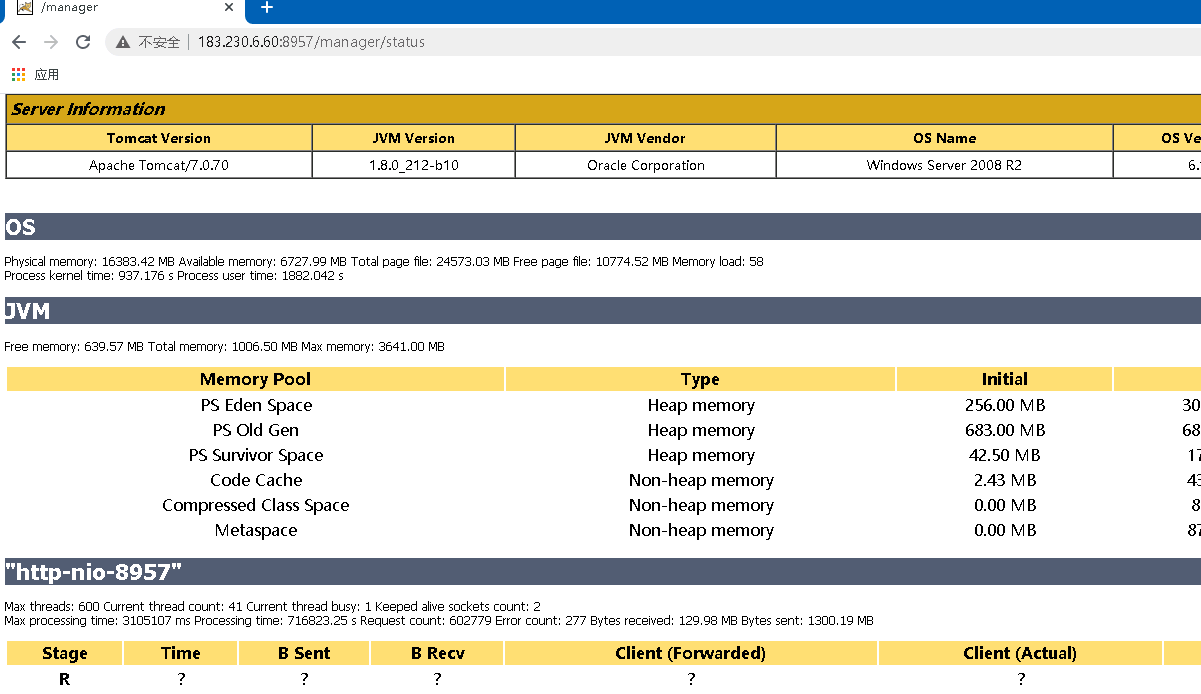 /manager
不安全 183.230.6.60:8957/manager/status
应用
Server Information
Tomcat Version JVM Version JVM Vendor OS Name OS Ve
Apache Tomcat/7.0.70 1.8.0_212-b10 Oracle Corporation Windows Server 2008 R2 6.
OS
Physical memory: 16383.42 MB Available memory: 6727.99 MB Total page file: 24573.03 MB Free page file: 10774.52 MB Memory load: 58
Process kernel time: 937.176 s Process user time: 1882.042 s
JVM
Free memory: 639.57 MB Total memory: 1006.50 MB Max memory: 3641.00 MB
Memory Pool Type Initial
PS Eden Space Heap memory 256.00 MB 30
PS Old Gen Heap memory 683.00 MB 68
PS Survivor Space Heap memory 42.50 MB 17
Code Cache Non-heap memory 2.43 MB 43
Compressed Class Space Non-heap memory 0.00 MB 8
Metaspace Non-heap memory 0.00 MB 87
"http-nio-8957"
Max threads: 600 Current thread count: 41 Current thread busy: 1 Keeped alive sockets count: 2
Max processing time: 3105107 ms Processing time: 716823.25 s Request count: 602779 Error count: 277 Bytes received: 129.98 MB Bytes sent: 1300.19 MB
Stage Time B Sent B Recv Client (Forwarded) Client (Actual)
R ? ? ? ? ?